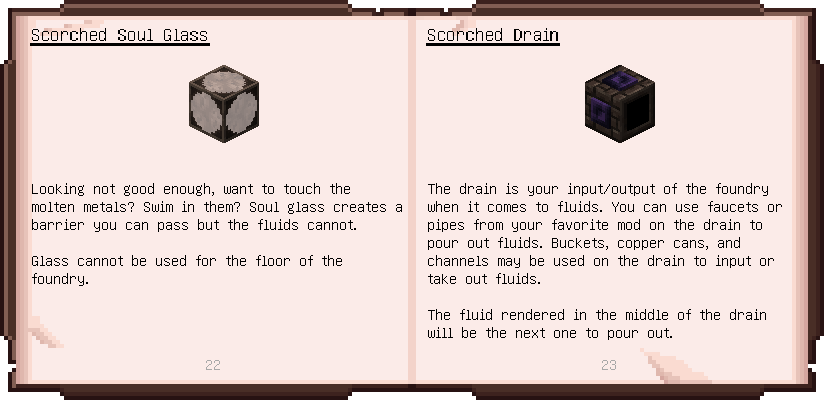 Scorched Soul Glass
Looking not good enough, want to touch the
molten metals? Swim in them? Soul glass creates a
barrier you can pass but the fluids cannot.
Glass cannot be used for the floor of the
foundry.
22
Scorched Drain
The drain is your input/output of the foundry
when it comes to fluids. You can use faucets or
pipes from your favorite mod on the drain to
pour out fluids. Buckets, copper cans, and
channels may be used on the drain to input or
take out fluids.
The fluid rendered in the middle of the drain
will be the next one to pour out.
23